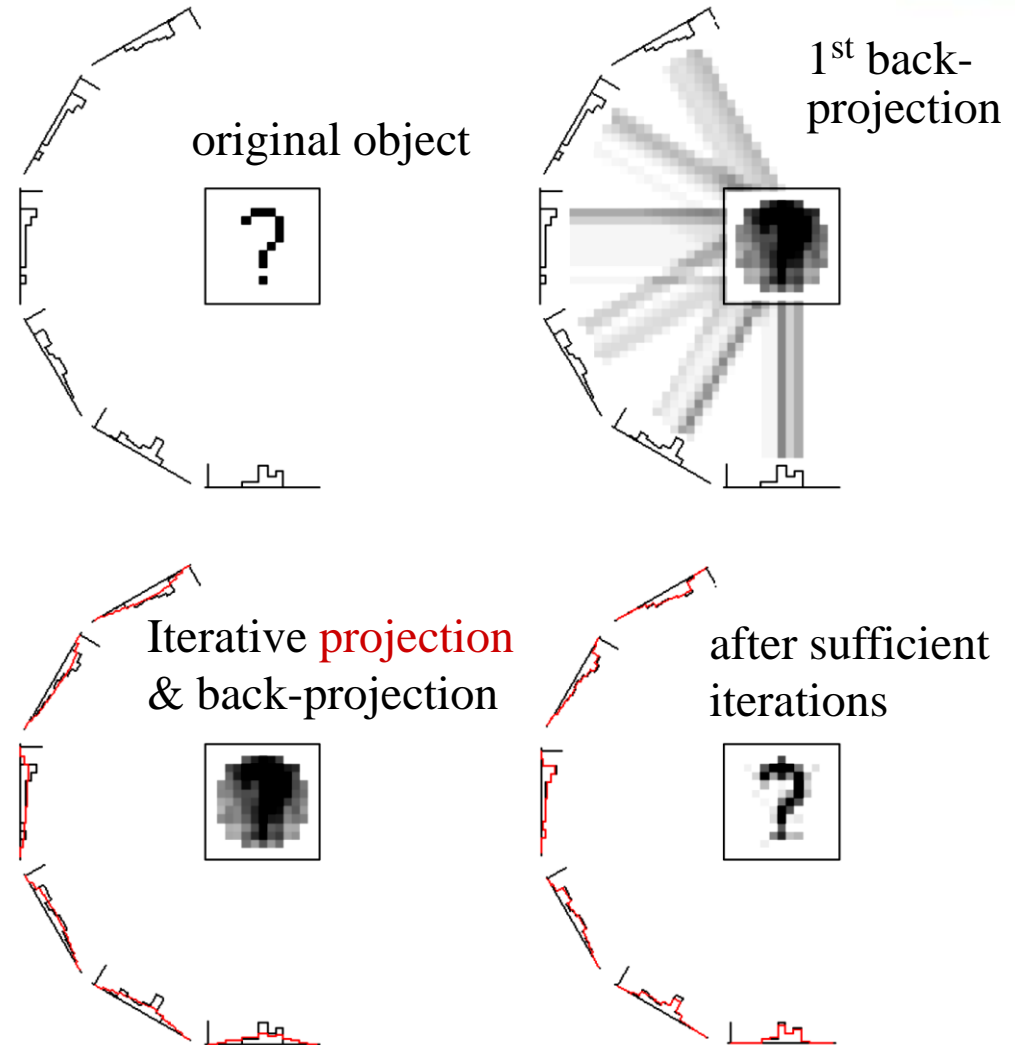 original object
1st back-
projection
?
Iterative projection
& back-projection
after sufficient
iterations
?